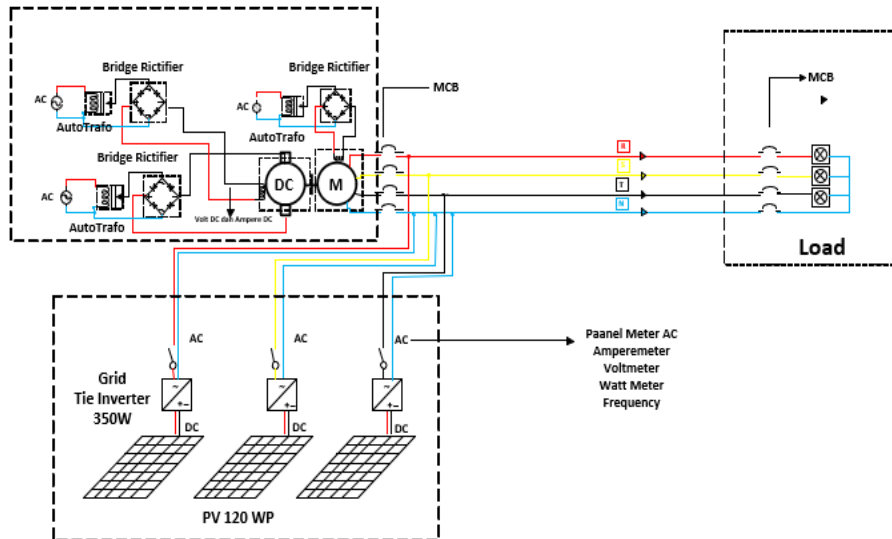 Bridge Rictifier
AC
AutoTrafo
Bridge Rictifier
AC
AutoTrafo
Bridge Rictifier
AC
AutoTrafo
DC
M
Volt DC dan Ampere DC
MCB
R
S
T
N
MCB
Load
AC
AC
AC
Grid
Tie Inverter
350W
~
+−
~
+−
~
+−
DC
DC
DC
PV 120 WP
Paanel Meter AC
Amperemeter
Voltmeter
Watt Meter
Frequency